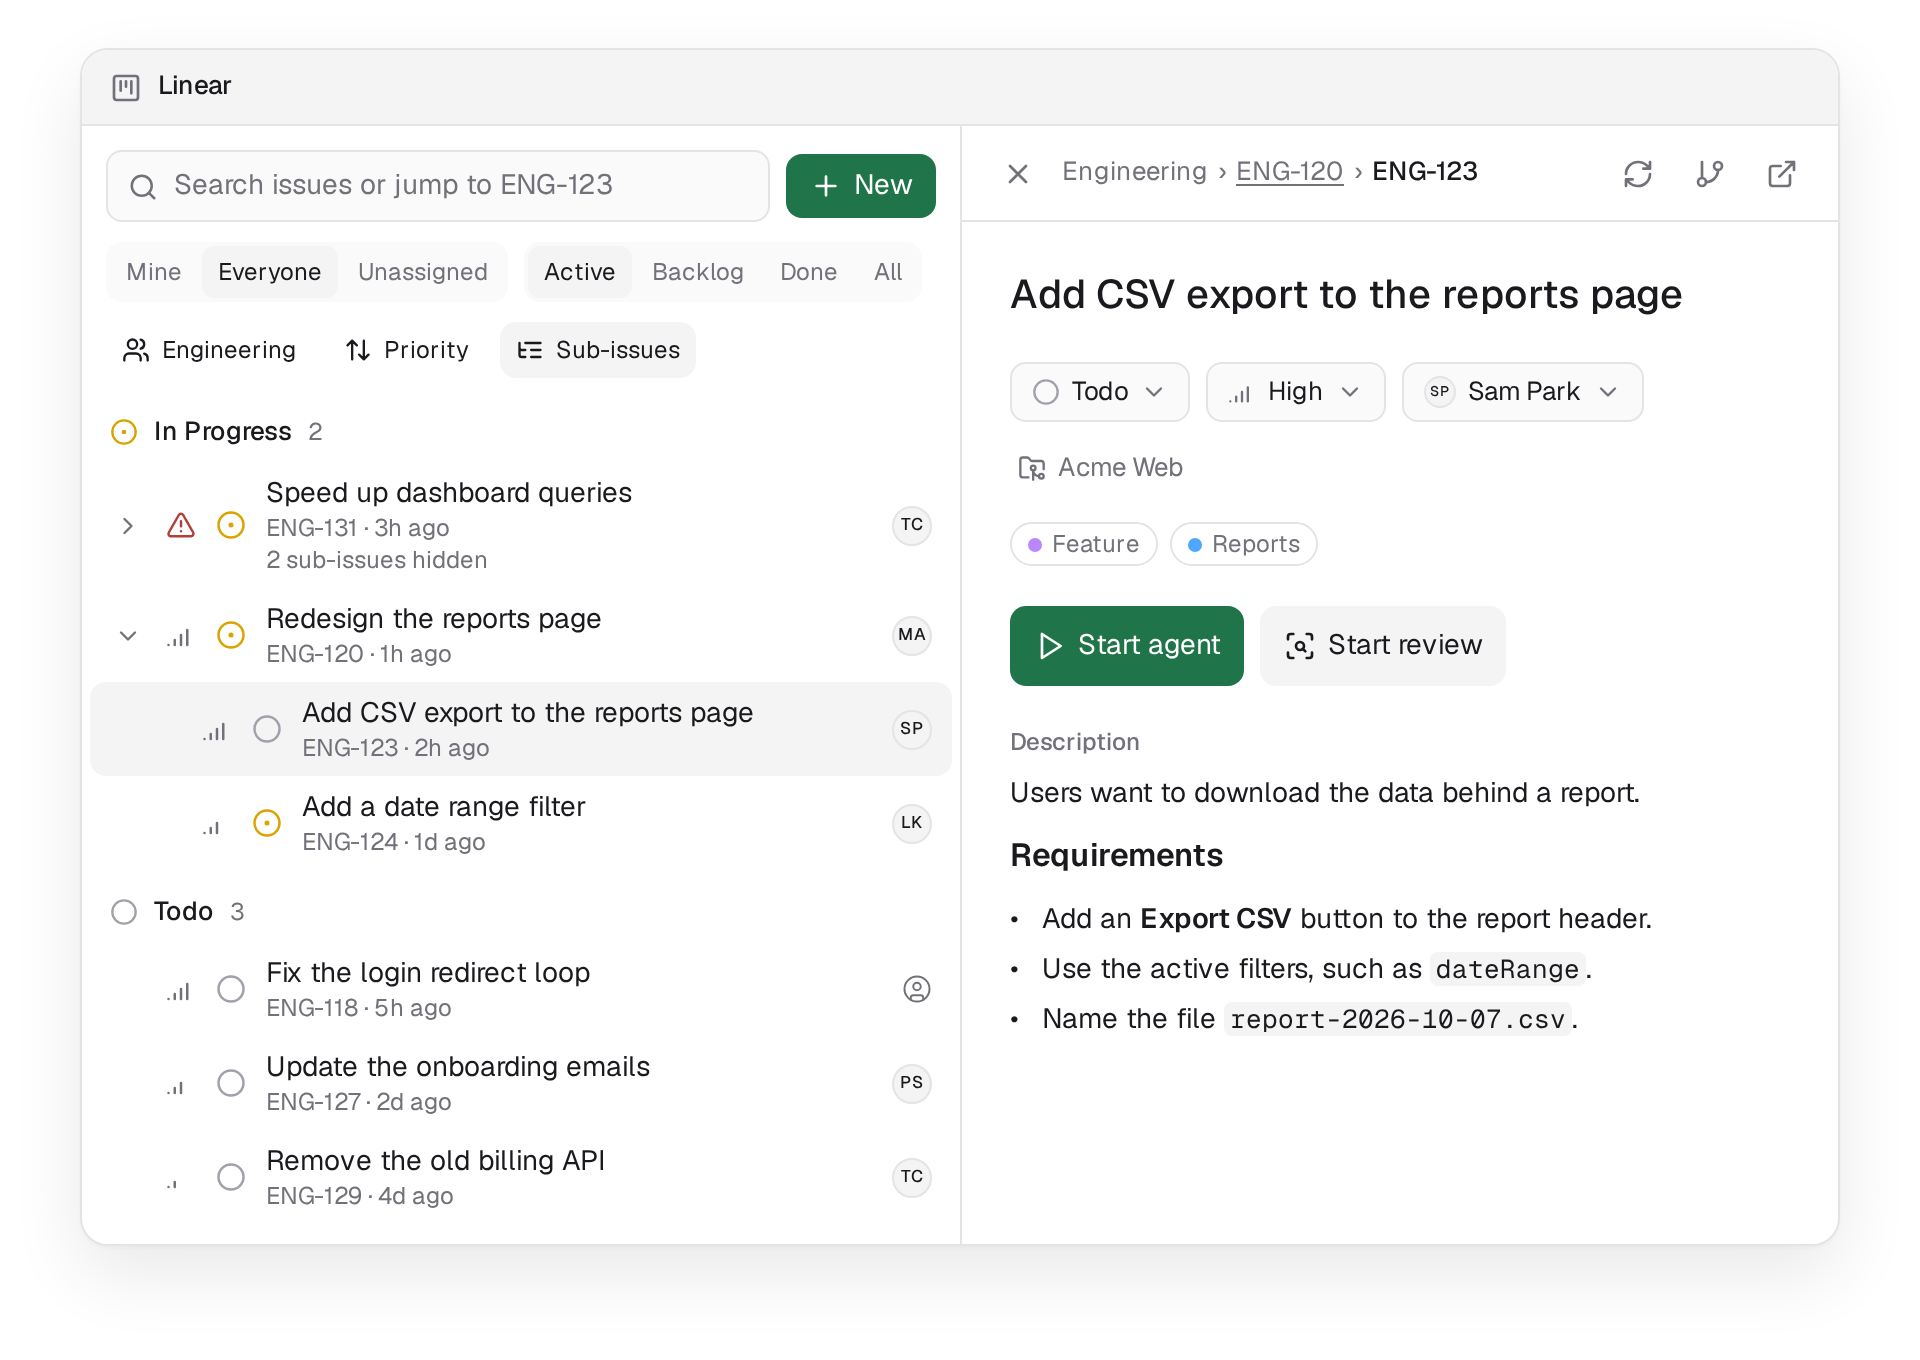 Linear
Search issues or jump to ENG-123
New
Mine Everyone Unassigned Active Backlog Done All
Engineering Priority Sub-issues
In Progress 2
Speed up dashboard queries
ENG-131 · 3h ago
2 sub-issues hidden
TC
Redesign the reports page
ENG-120 · 1h ago
MA
Add CSV export to the reports page
ENG-123 · 2h ago
SP
Add a date range filter
ENG-124 · 1d ago
LK
Todo 3
Fix the login redirect loop
ENG-118 · 5h ago
Update the onboarding emails
ENG-127 · 2d ago
PS
Remove the old billing API
ENG-129 · 4d ago
TC
Engineering › ENG-120 › ENG-123
Add CSV export to the reports page
Todo High SP Sam Park
Acme Web
Feature Reports
Start agent Start review
Description
Users want to download the data behind a report.
Requirements
• Add an Export CSV button to the report header.
• Use the active filters, such as dateRange.
• Name the file report-2026-10-07.csv.